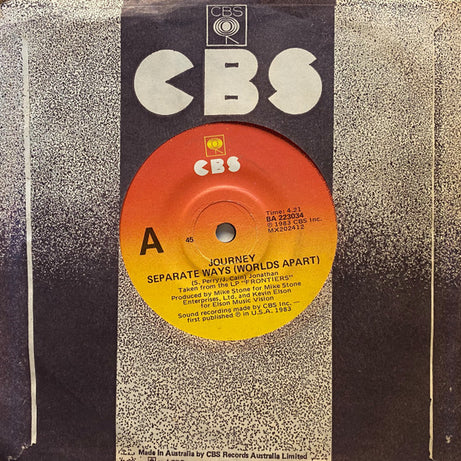 CBS
CBS
CBS
Time: 4.21
BA 223034
℗ 1983 CBS Inc.
MX202412
A
45
JOURNEY
SEPARATE WAYS (WORLDS APART)
(S. Perry/J. Cain) Jonathan
Taken from the LP "FRONTIERS"
Produced by Mike Stone for Mike Stone
Enterprises, Ltd. and Kevin Elson
for Elson Music Vision
Sound recording made by CBS Inc. —
first published ℗ in U.S.A. 1983
Made in Australia by CBS Records Australia Limited